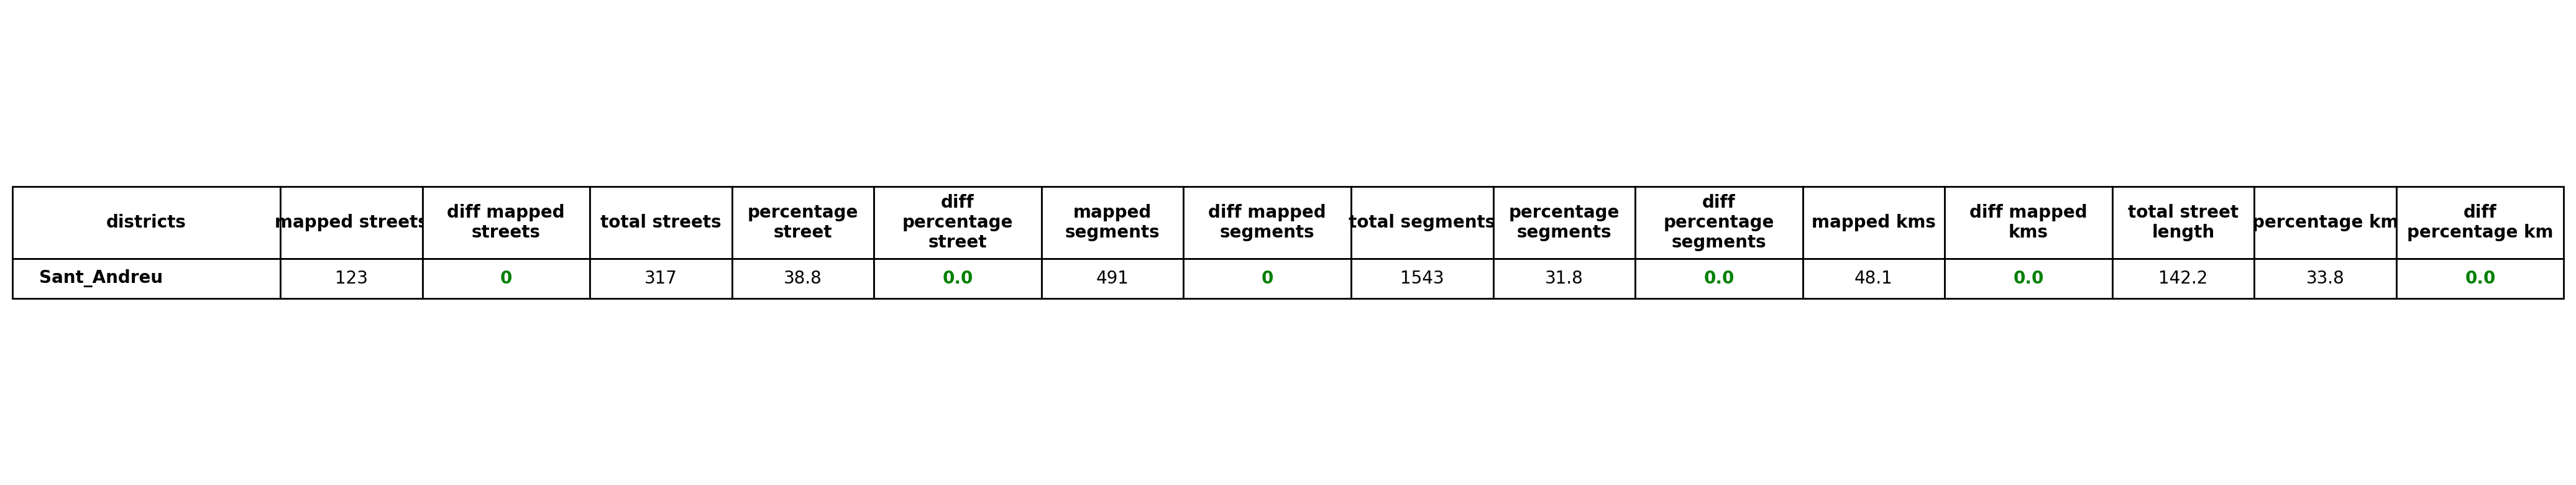 districts
mapped streets
diff mapped
streets
total streets
percentage
street
diff
percentage
street
mapped
segments
diff mapped
segments
total segments
percentage
segments
diff
percentage
segments
mapped kms
diff mapped
kms
total street
length
percentage km
diff
percentage km
Sant_Andreu 123 0 317 38.8 0.0 491 0 1543 31.8 0.0 48.1 0.0 142.2 33.8 0.0